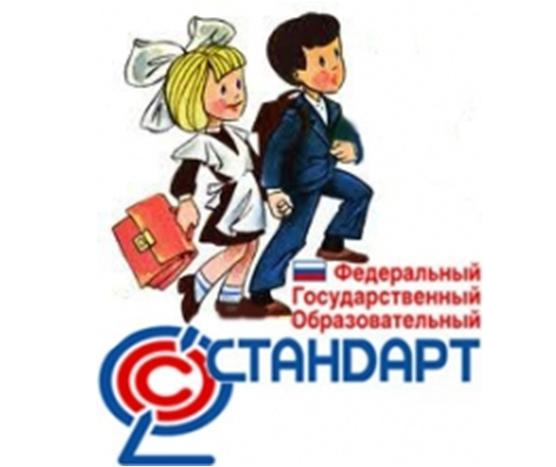 Федеральный
Государственный
Образовательный
СТАНДАРТ